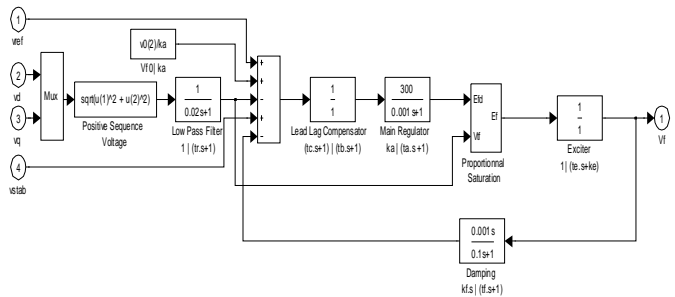 1
vref
v0(2)/ka
Vf0| ka
2
vd
Mux
sqrt(u(1)^2 + u(2)^2)
Positive Sequence
Voltage
3
vq
1
0.02s+1
Low Pass Filter
1 | (tr.s+1)
4
vstab
+
+
-
+
-
1
1
Lead Lag Compensator
(tc.s+1) | (tb.s+1)
300
0.001s+1
Main Regulator
ka | (ta.s+1)
Efd
Vtf
Ef
Proportionnal
Saturation
1
1
Exciter
1| (te.s+ke)
1
Vf
0.001s
0.1s+1
Damping
kf.s | (tf.s+1)